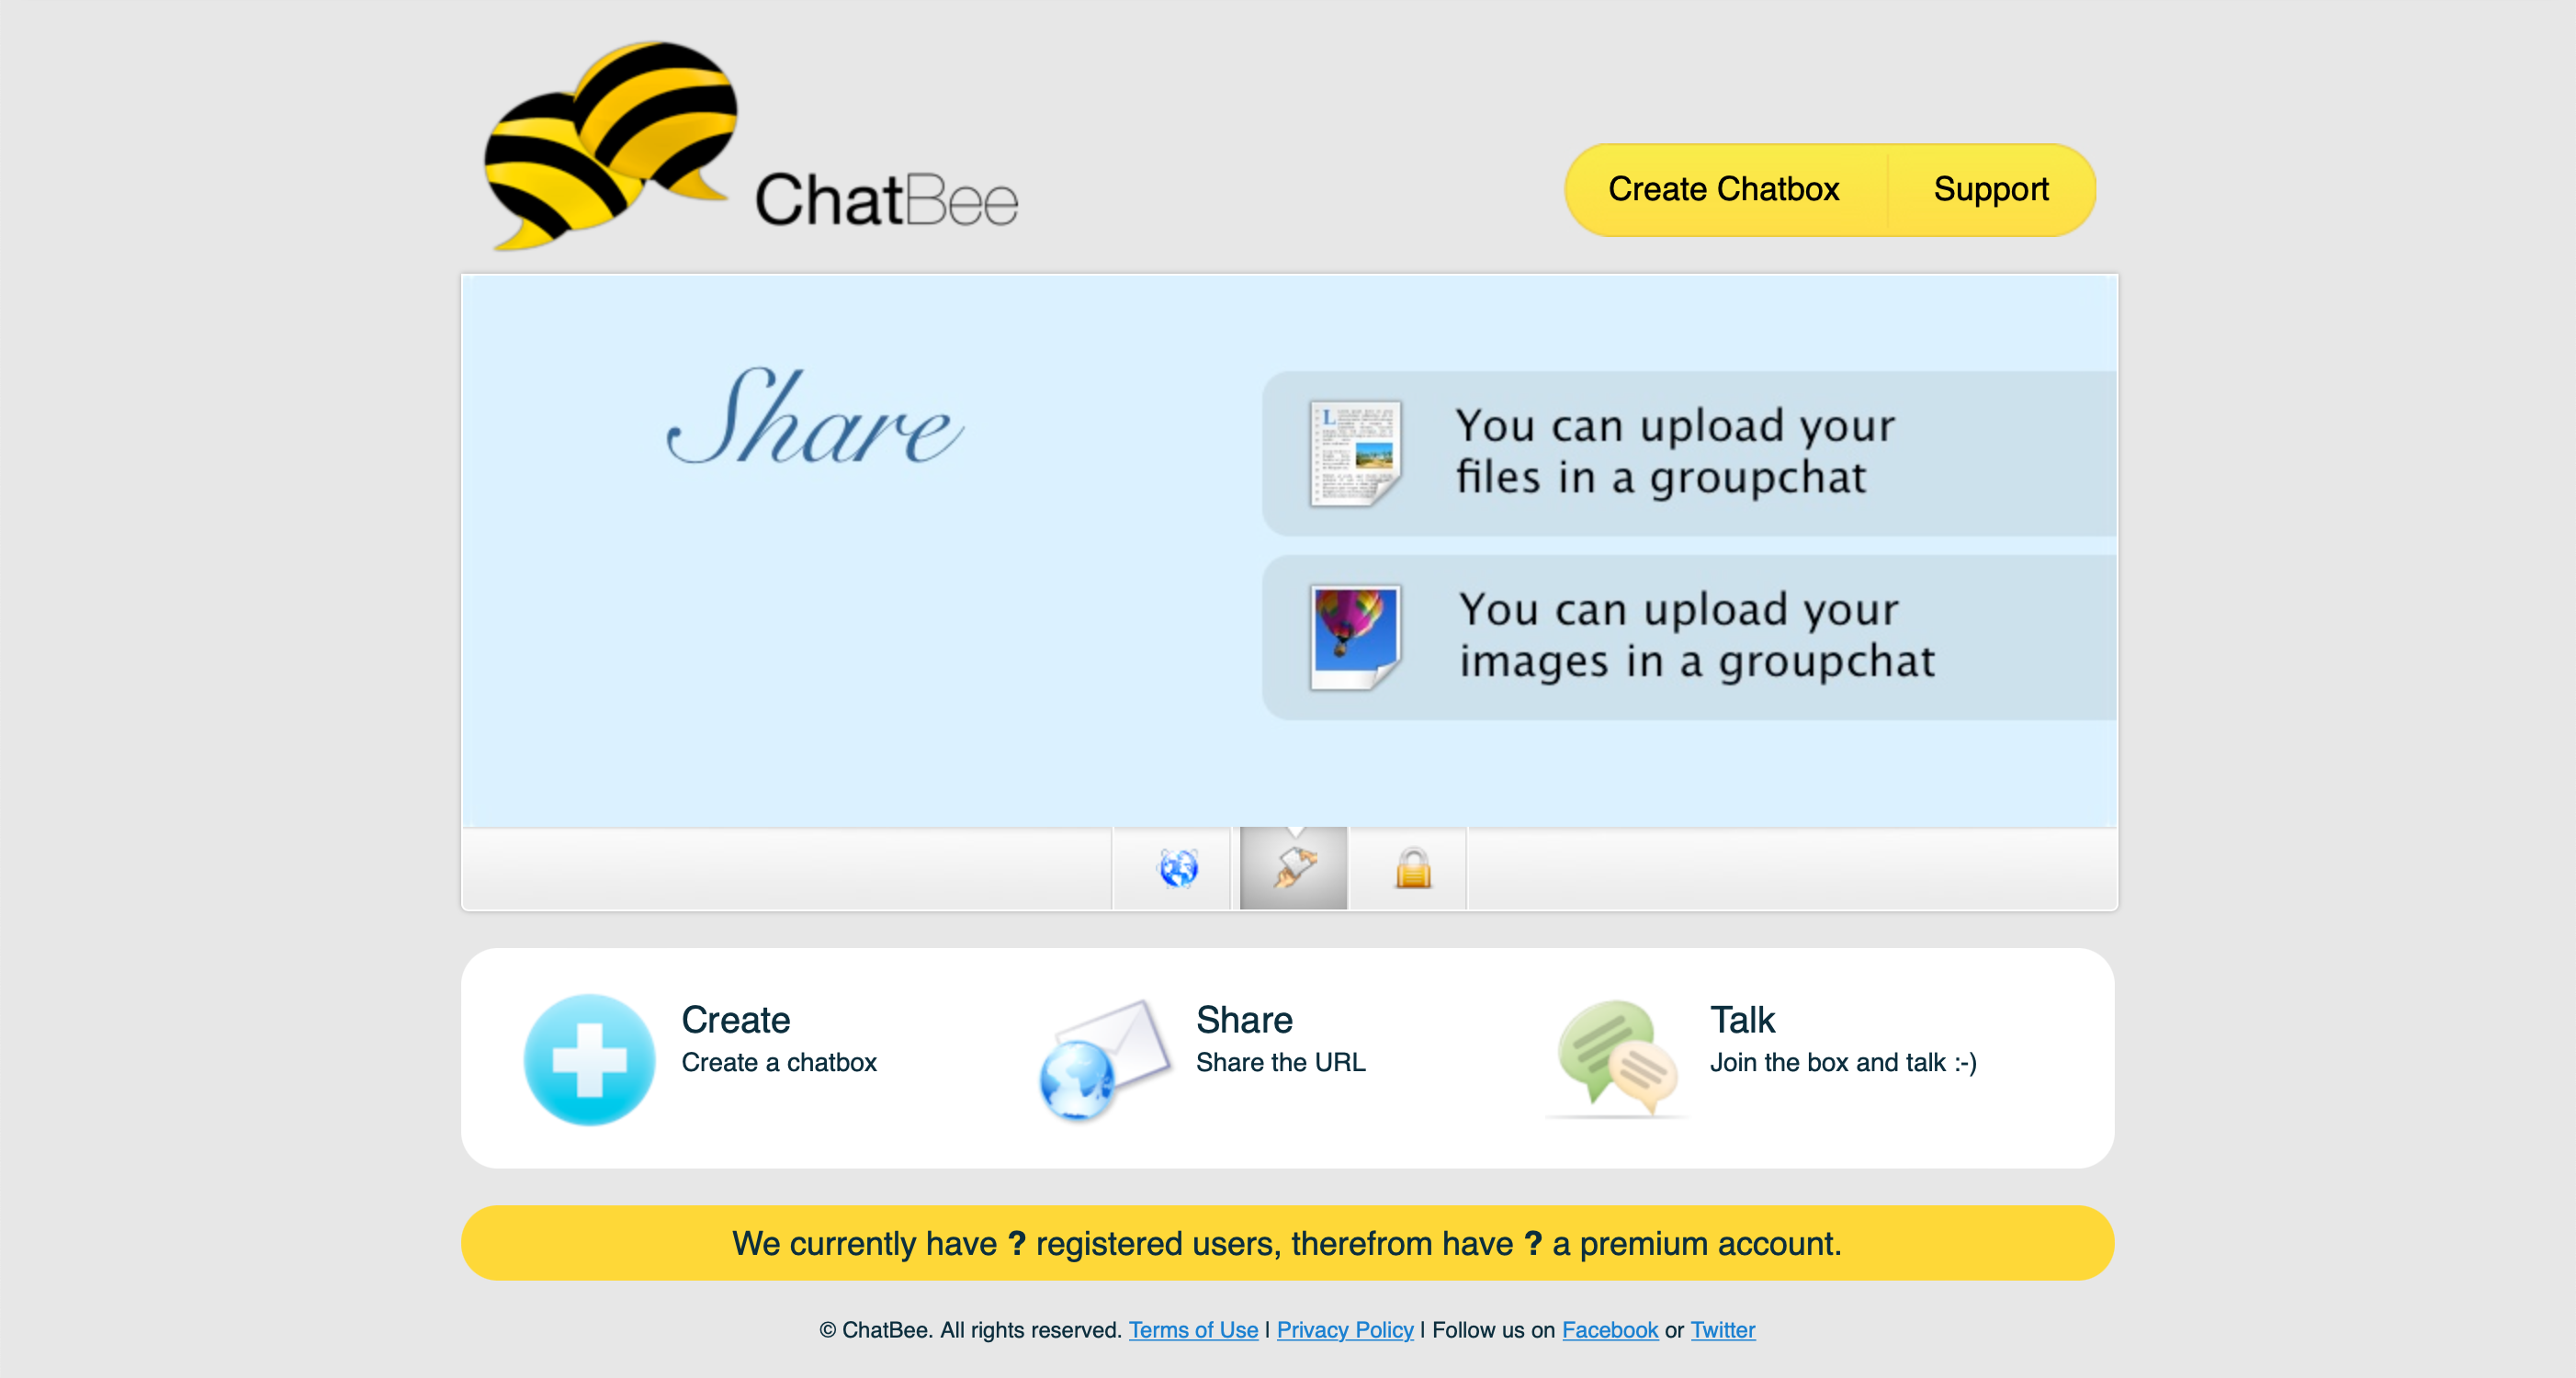 ChatBee
Create Chatbox
Support
Share
You can upload your
files in a groupchat
You can upload your
images in a groupchat
Create
Create a chatbox
Share
Share the URL
Talk
Join the box and talk :-)
We currently have ? registered users, therefrom have ? a premium account.
© ChatBee. All rights reserved. Terms of Use | Privacy Policy | Follow us on Facebook or Twitter